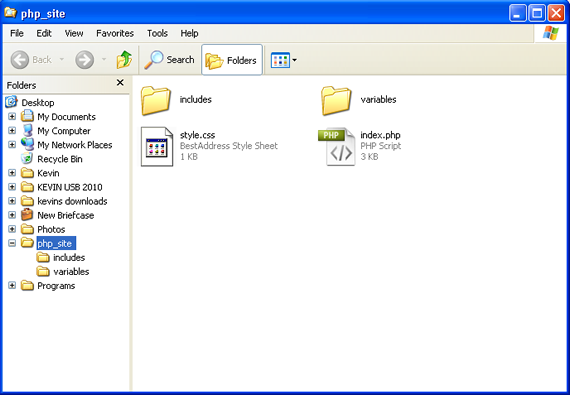 php_site
File Edit View Favorites Tools Help
Back Search Folders
Folders
Desktop
My Documents
My Computer
My Network Places
Recycle Bin
Kevin
KEVIN USB 2010
kevins downloads
New Briefcase
Photos
php_site
includes
variables
Programs
includes
variables
style.css
BestAddress Style Sheet
1 KB
PHP
index.php
PHP Script
3 KB